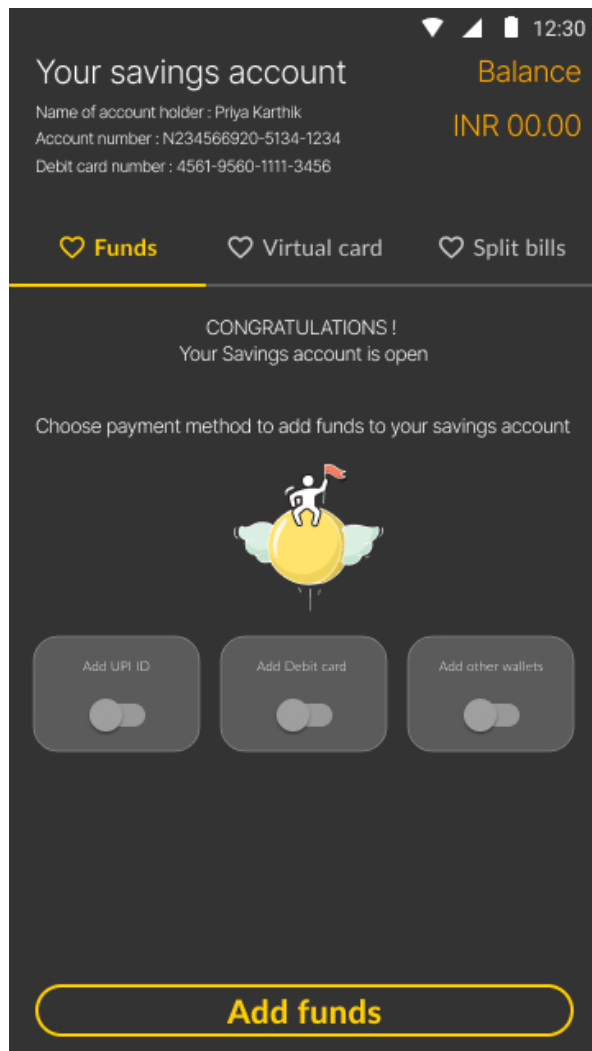 12:30
Your savings account
Balance
Name of account holder : Priya Karthik
INR 00.00
Account number : N234566920-5134-1234
Debit card number : 4561-9560-1111-3456
Funds
Virtual card
Split bills
CONGRATULATIONS !
Your Savings account is open
Choose payment method to add funds to your savings account
Add UPI ID
Add Debit card
Add other wallets
Add funds